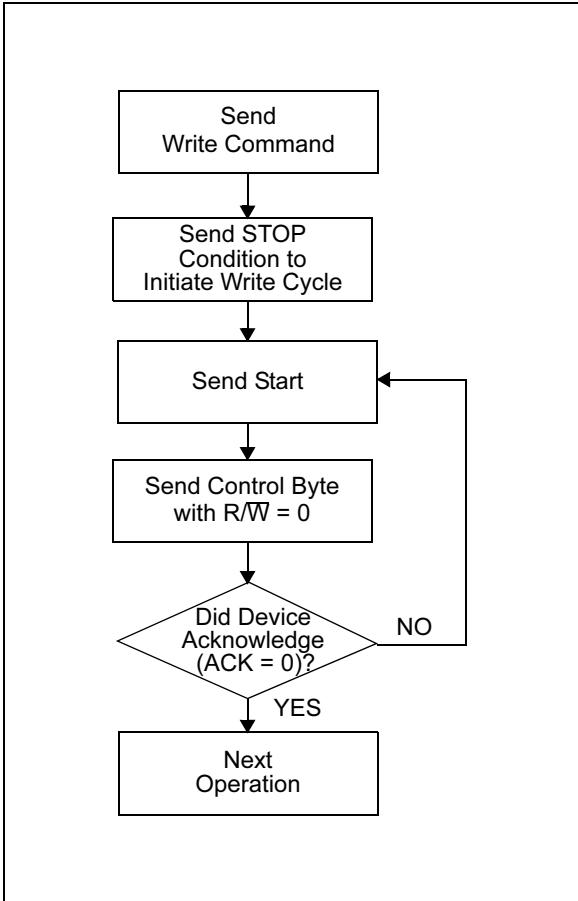 Send
Write Command
Send STOP
Condition to
Initiate Write Cycle
Send Start
Send Control Byte
with R/W̅ = 0
Did Device
Acknowledge
(ACK = 0)?
NO
YES
Next
Operation